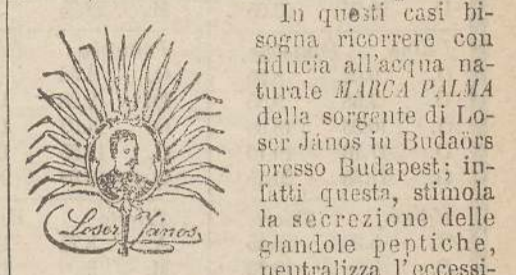 In questi casi bi-
sogna ricorrere con
fiducia all'acqua na-
turale MARCA PALMA
della sorgente di Lo-
ser János in Budaörs
presso Budapest; in-
fatti questa, stimola
la secrezione delle
glandole peptiche,
neutralizza l'eccessi-
Loser János